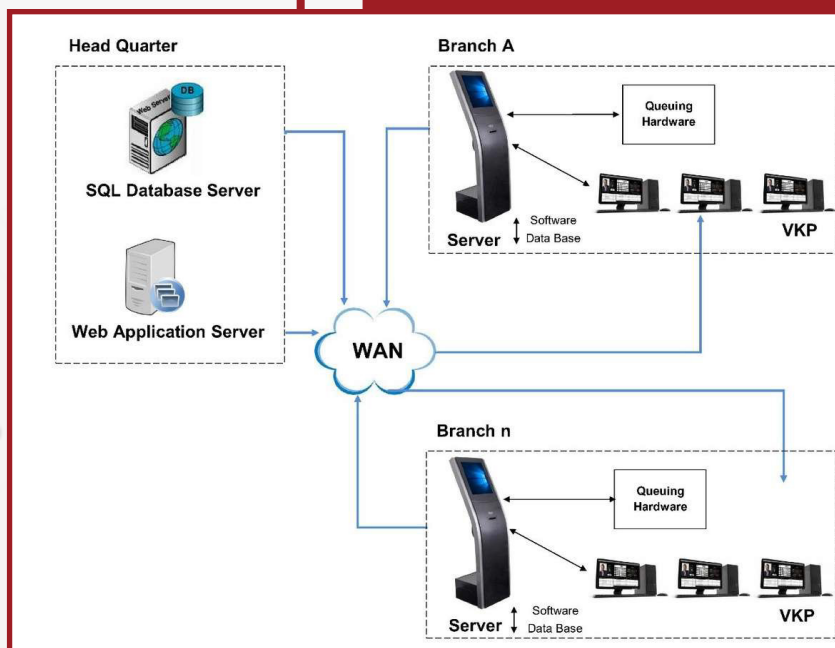 Head Quarter
Web Server
DB
SQL Database Server
Web Application Server
WAN
Branch A
Queuing
Hardware
Server
Software
Data Base
VKP
Branch n
Queuing
Hardware
Server
Software
Data Base
VKP